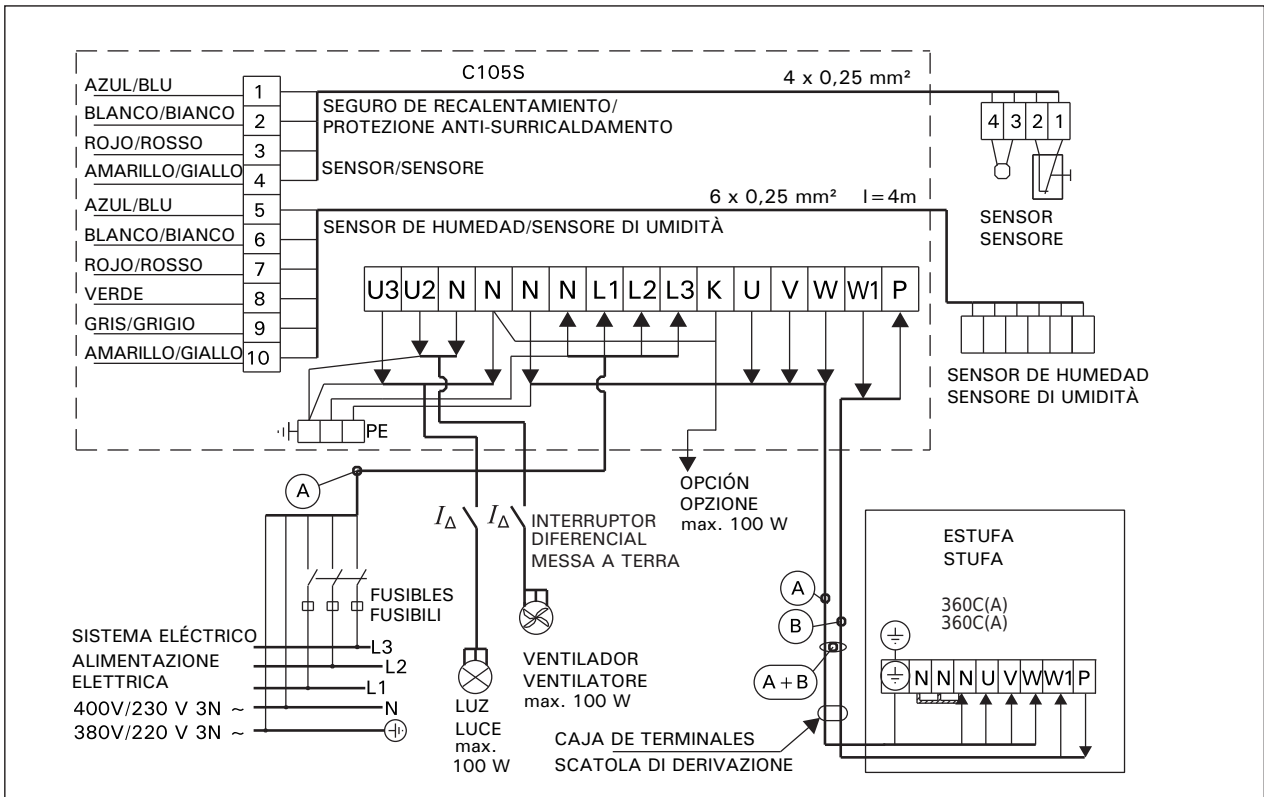 C105S
4 x 0,25 mm²
AZUL/BLU
1
BLANCO/BIANCO
2
ROJO/ROSSO
3
AMARILLO/GIALLO
4
AZUL/BLU
5
BLANCO/BIANCO
6
ROJO/ROSSO
7
VERDE
8
GRIS/GRIGIO
9
AMARILLO/GIALLO
10
SEGURO DE RECALENTAMIENTO/
PROTEZIONE ANTI-SURRICALDAMENTO
SENSOR/SENSORE
4 3 2 1
SENSOR
SENSORE
6 x 0,25 mm² l=4m
SENSOR DE HUMEDAD/SENSORE DI UMIDITÀ
U3 U2 N N N N L1 L2 L3 K U V W W1 P
SENSOR DE HUMEDAD
SENSORE DI UMIDITÀ
PE
A
OPCIÓN
OPZIONE
max. 100 W
IΔ
IΔ
INTERRUPTOR
DIFERENCIAL
MESSA A TERRA
FUSIBLES
FUSIBILI
SISTEMA ELÉCTRICO
ALIMENTAZIONE
ELETTRICA
400V/230 V 3N ~
380V/220 V 3N ~
L3
L2
L1
N
LUZ
LUCE
max.
100 W
VENTILADOR
VENTILATORE
max. 100 W
A
B
A+B
CAJA DE TERMINALES
SCATOLA DI DERIVAZIONE
ESTUFA
STUFA
360C(A)
360C(A)
N N N U V W W1 P